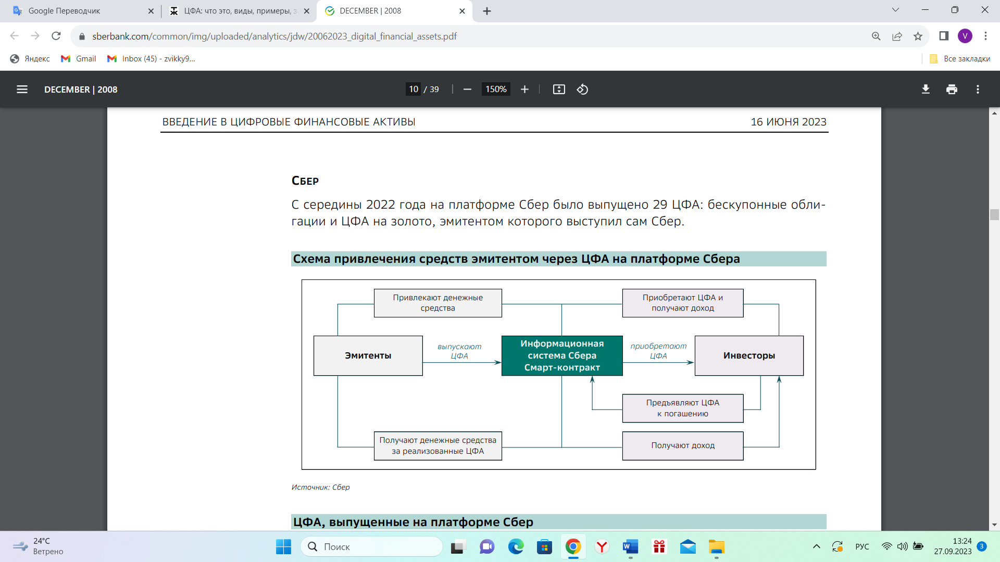 Google Переводчик
ЦФА: что это, виды, примеры, з
DECEMBER | 2008
sberbank.com/common/img/uploaded/analytics/jdw/20062023_digital_financial_assets.pdf
V
Яндекс
Gmail
Inbox (45) - zvikky9...
Все закладки
DECEMBER | 2008
10 / 39
150%
ВВЕДЕНИЕ В ЦИФРОВЫЕ ФИНАНСОВЫЕ АКТИВЫ
16 ИЮНЯ 2023
СБЕР
С середины 2022 года на платформе Сбер было выпущено 29 ЦФА: бескупонные обли-
гации и ЦФА на золото, эмитентом которого выступил сам Сбер.
Схема привлечения средств эмитентом через ЦФА на платформе Сбера
Привлекают денежные
средства
Приобретают ЦФА и
получают доход
Эмитенты
выпускают
ЦФА
Информационная
система Сбера
Смарт-контракт
приобретают
ЦФА
Инвесторы
Предъявляют ЦФА
к погашению
Получают денежные средства
за реализованные ЦФА
Получают доход
Источник: Сбер
ЦФА, выпущенные на платформе Сбер
24°C
Ветрено
Поиск
РУС
13:24
27.09.2023
3